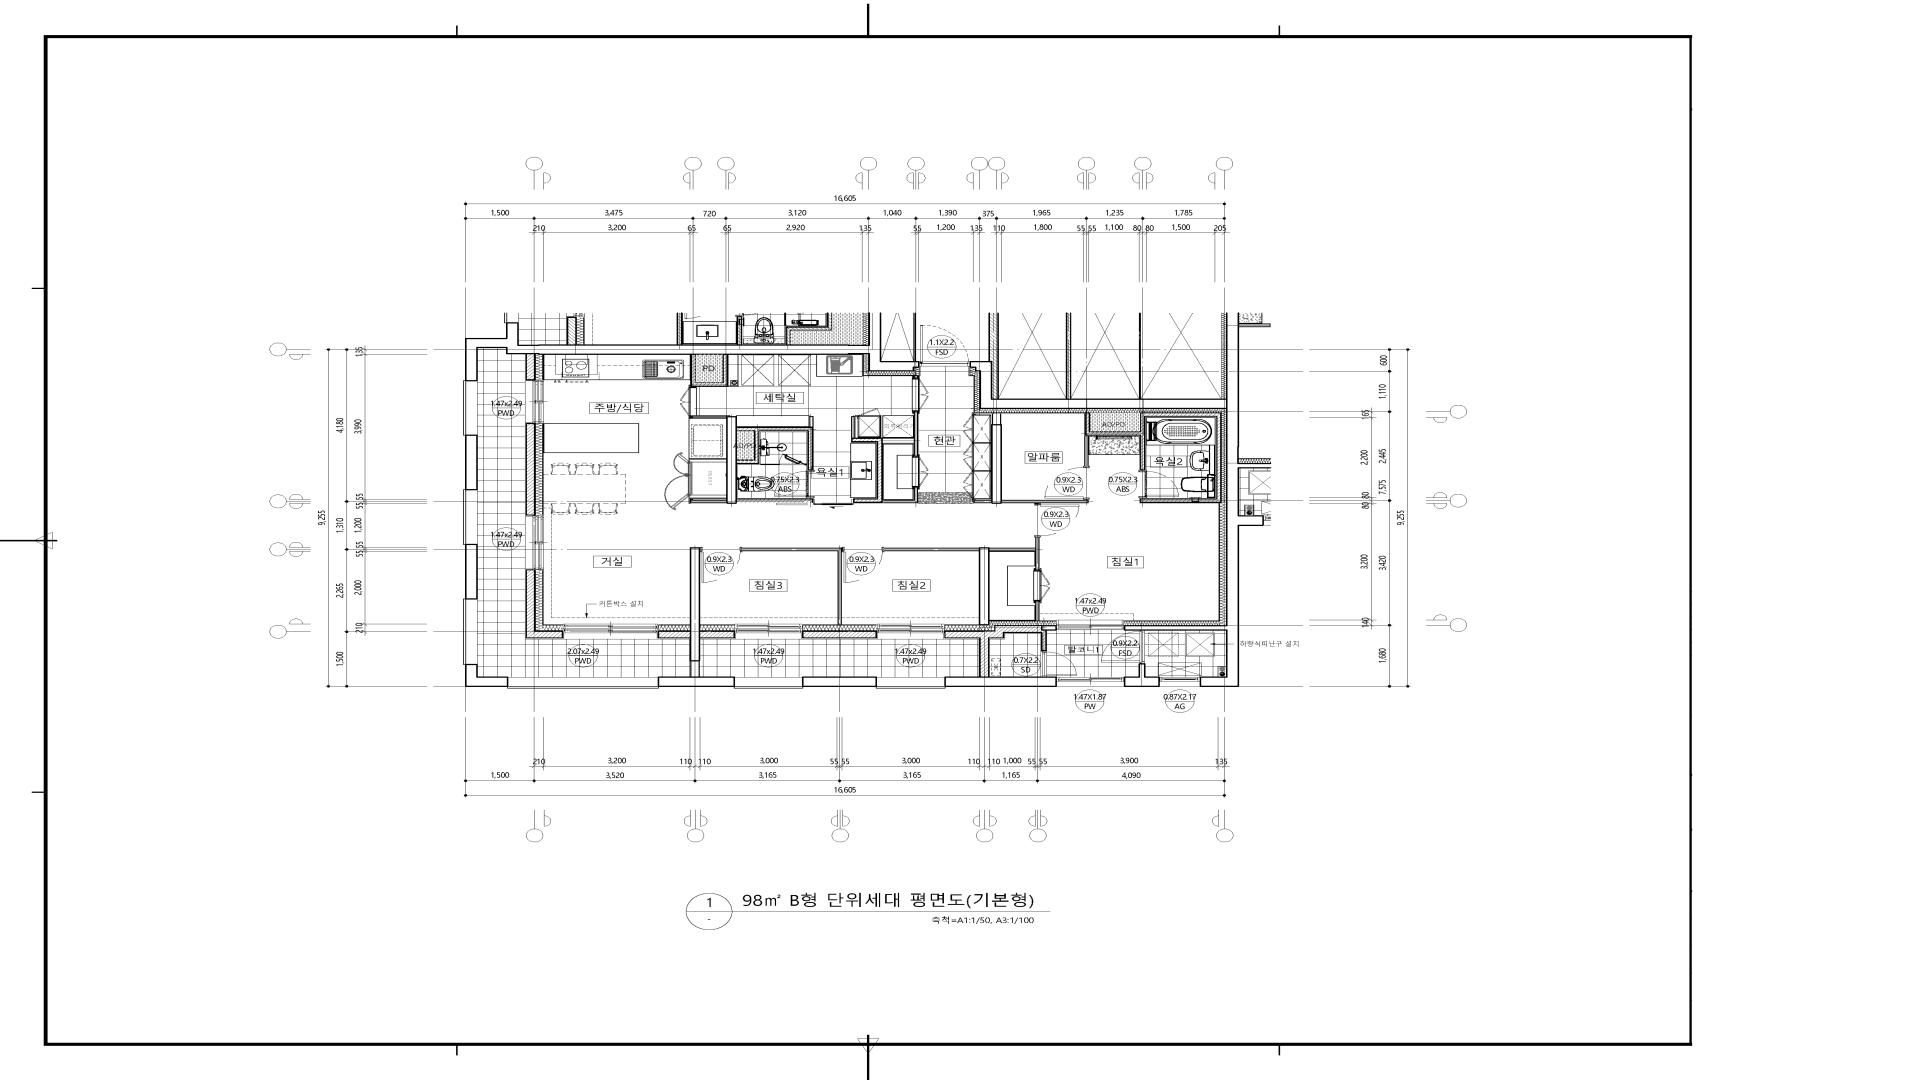 16,605
1,500 3,475 720 3,120 1,040 1,390 375 1,965 1,235 1,785
210 3,200 65 65 2,920 135 55 1,200 135 110 1,800 55 55 1,100 80 80 1,500 205
1.1X2.2
FSD
PD
세탁실
주방/식당
1.47x2.49
PWD
AD/PD
현관
알파룸
욕실2
욕실1
AD/PD
0.75X2.3
ABS
0.9X2.3
WD
0.75X2.3
ABS
0.9X2.3
WD
1.47x2.49
PWD
거실
0.9X2.3
WD
침실3
0.9X2.3
WD
침실2
침실1
커튼박스 설치
1.47x2.49
PWD
2.07x2.49
PWD
1.47x2.49
PWD
1.47x2.49
PWD
0.7X2.2
SD
발코니1
0.9X2.2
FSD
하향식피난구 설치
1.47X1.87
PW
0.87X2.17
AG
9,255
4,180 1,310 2,265 1,500
135 3,990 55 55 1,200 55 55 2,000 210
165 2,200 80 80 3,200 140
600 1,110 2,445 7,575 3,420 1,680
9,255
210 3,200 110 110 3,000 55 55 3,000 110 110 1,000 55 55 3,900 135
1,500 3,520 3,165 3,165 1,165 4,090
16,605
1
-
98㎡ B형 단위세대 평면도(기본형)
축척=A1:1/50, A3:1/100